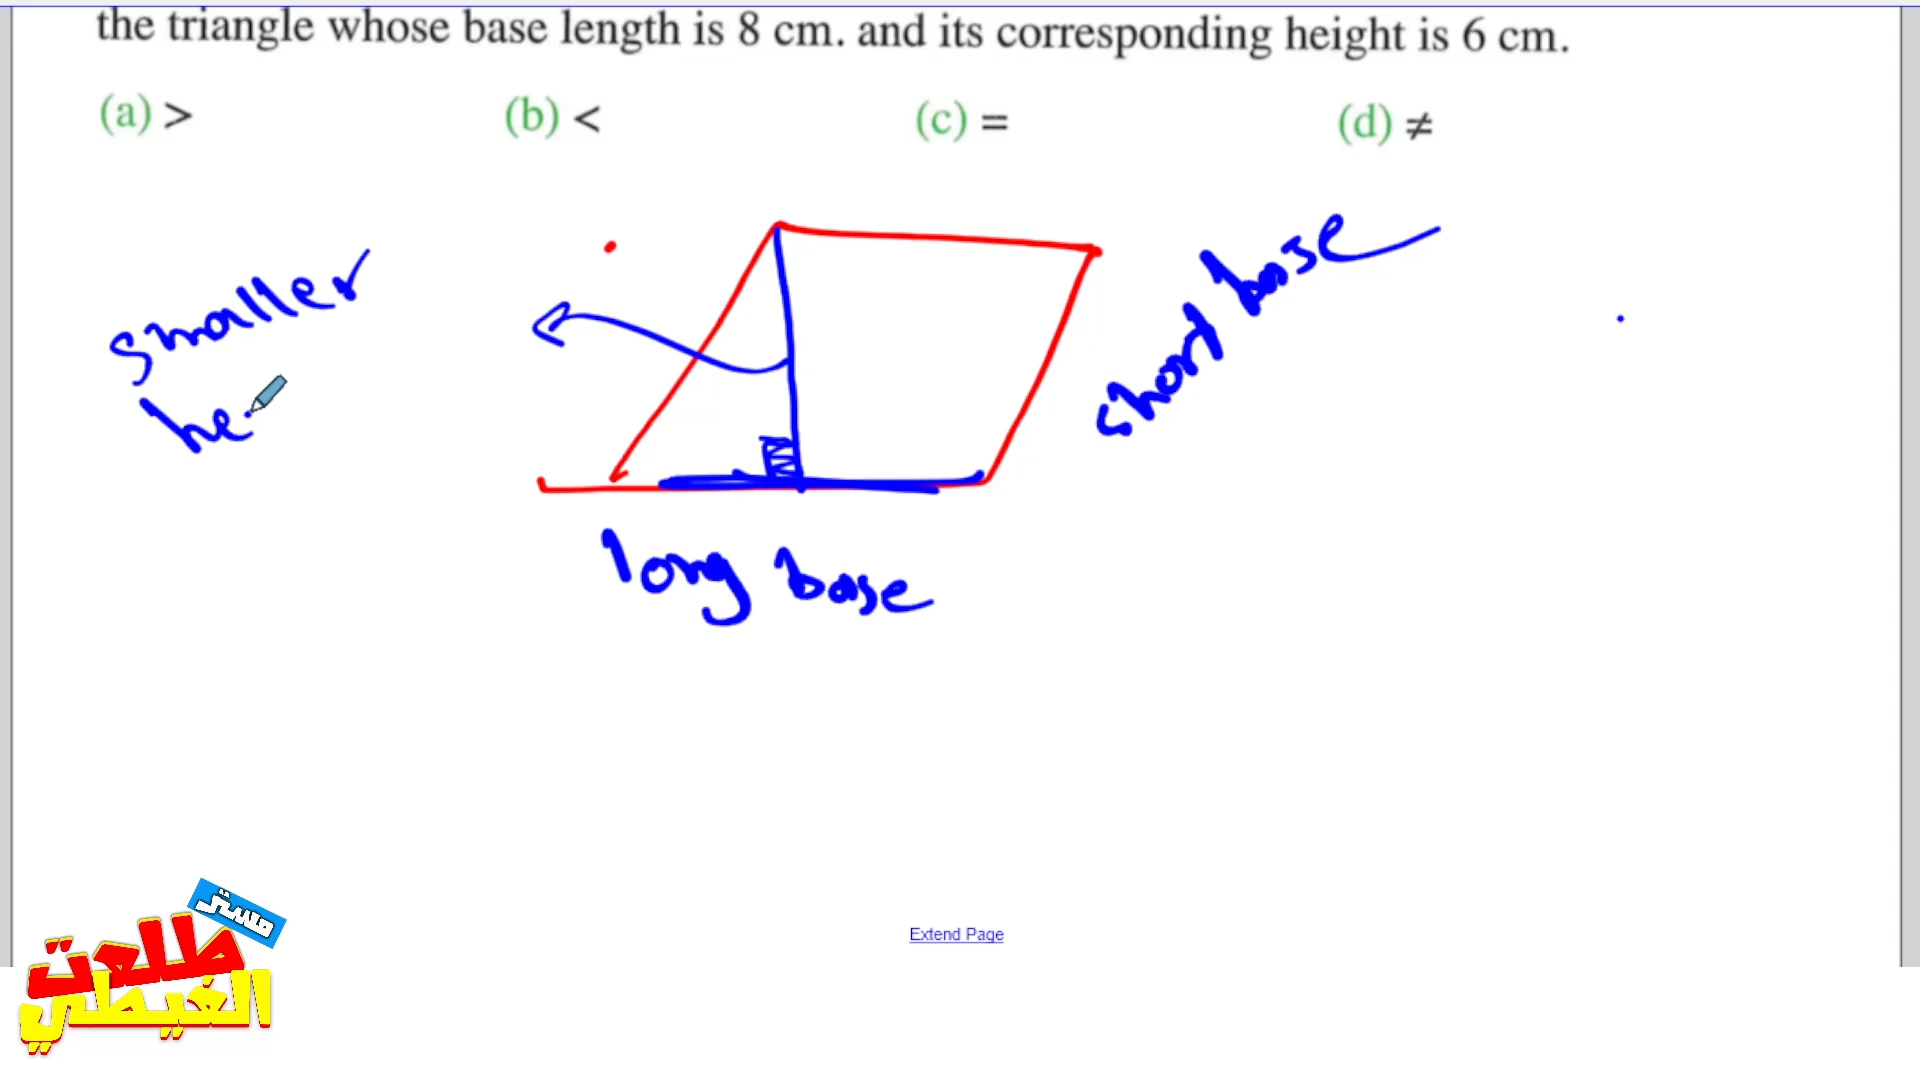 the triangle whose base length is 8 cm. and its corresponding height is 6 cm.
(a) > (b) < (c) = (d) ≠
short base
smaller
he
long base
Extend Page
مستر
طلعت
الغيطي